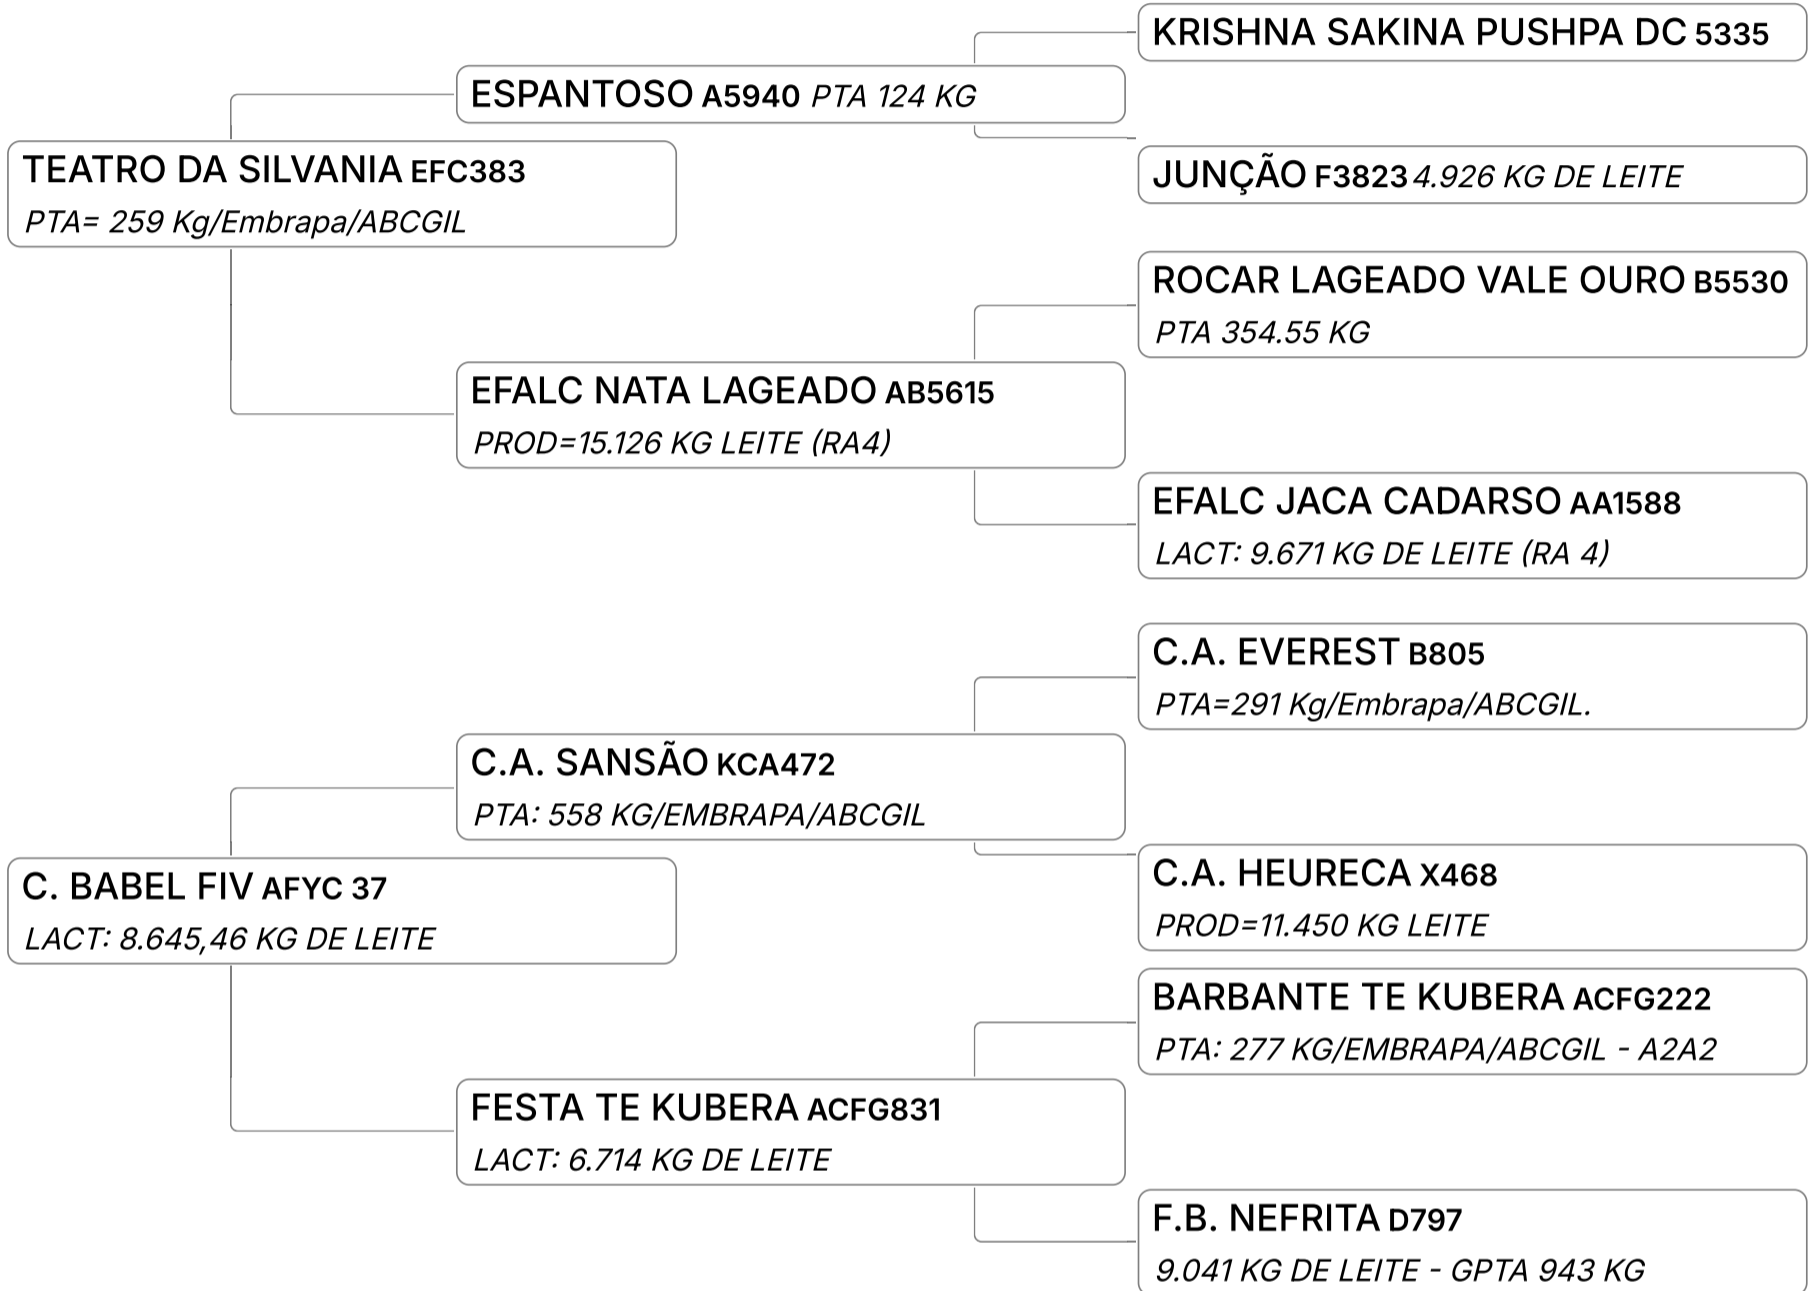 KRISHNA SAKINA PUSHPA DC 5335
ESPANTOSO A5940 PTA 124 KG
JUNÇÃO F3823 4.926 KG DE LEITE
TEATRO DA SILVANIA EFC383
PTA= 259 Kg/Embrapa/ABCGIL
ROCAR LAGEADO VALE OURO B5530
PTA 354.55 KG
EFALC NATA LAGEADO AB5615
PROD=15.126 KG LEITE (RA4)
EFALC JACA CADARSO AA1588
LACT: 9.671 KG DE LEITE (RA 4)
C.A. EVEREST B805
PTA=291 Kg/Embrapa/ABCGIL.
C.A. SANSÃO KCA472
PTA: 558 KG/EMBRAPA/ABCGIL
C.A. HEURECA X468
PROD=11.450 KG LEITE
C. BABEL FIV AFYC 37
LACT: 8.645,46 KG DE LEITE
BARBANTE TE KUBERA ACFG222
PTA: 277 KG/EMBRAPA/ABCGIL - A2A2
FESTA TE KUBERA ACFG831
LACT: 6.714 KG DE LEITE
F.B. NEFRITA D797
9.041 KG DE LEITE - GPTA 943 KG